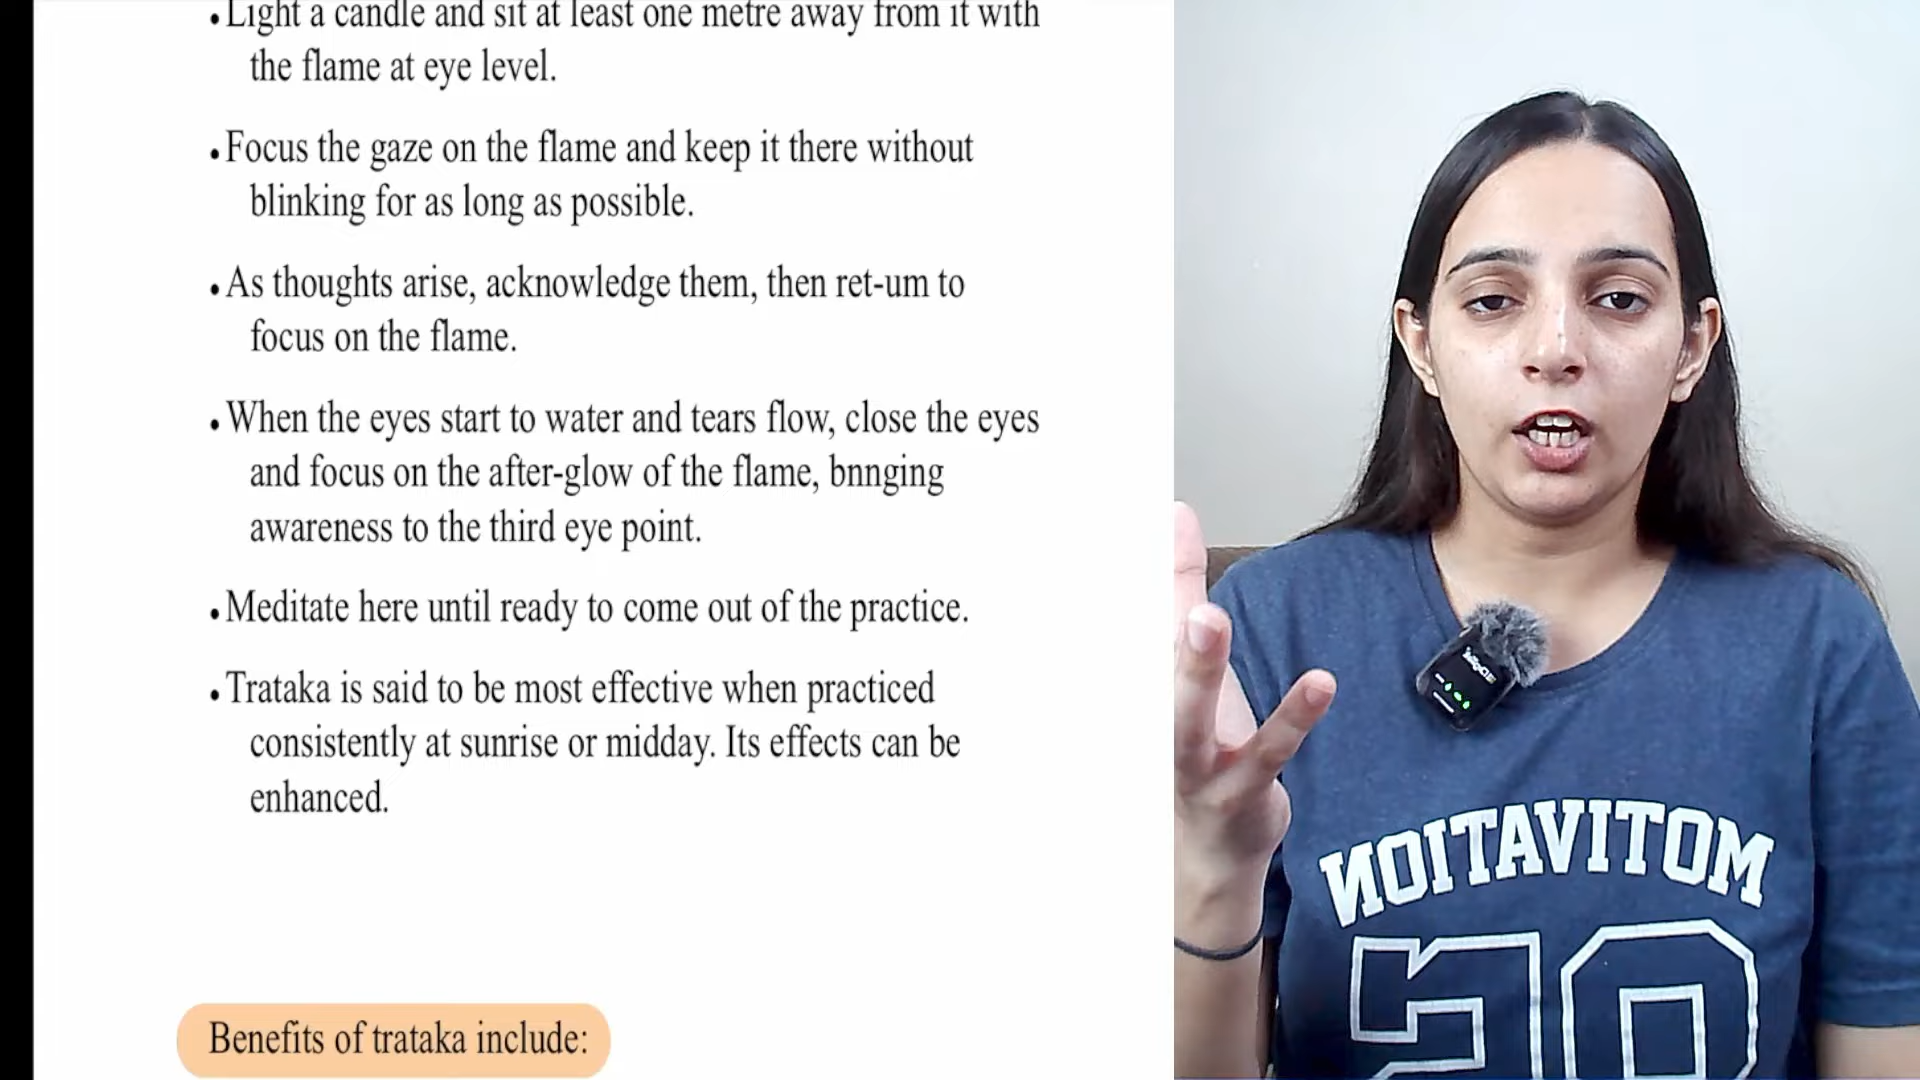 • Light a candle and sit at least one metre away from it with
the flame at eye level.
• Focus the gaze on the flame and keep it there without
blinking for as long as possible.
• As thoughts arise, acknowledge them, then ret-um to
focus on the flame.
• When the eyes start to water and tears flow, close the eyes
and focus on the after-glow of the flame, bnnging
awareness to the third eye point.
• Meditate here until ready to come out of the practice.
• Trataka is said to be most effective when practiced
consistently at sunrise or midday. Its effects can be
enhanced.
Benefits of trataka include:
MOTIVATION